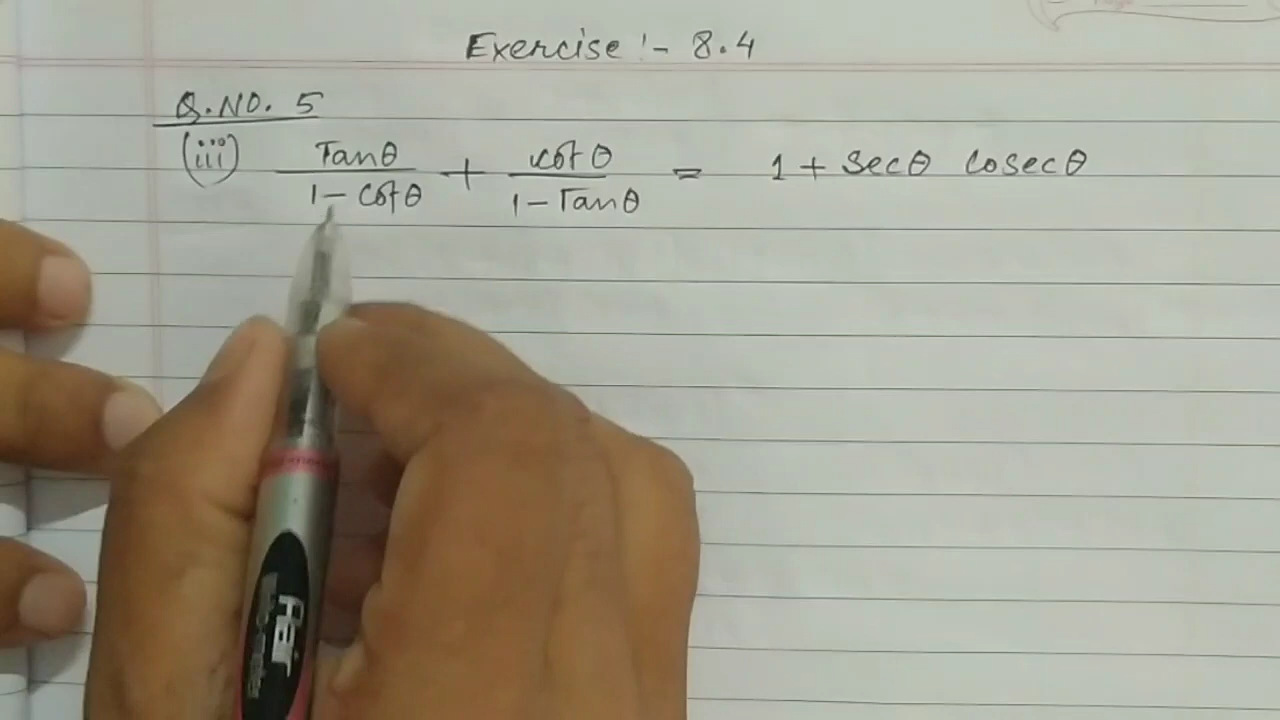 Exercise :- 8.4
Q.NO. 5
(iii) Tanθ / 1 - Cotθ + cotθ / 1 - Tanθ = 1 + secθ cosecθ